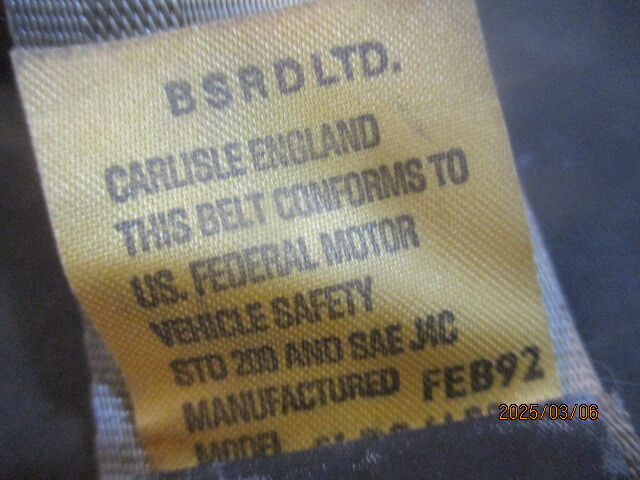 BSRD LTD.
CARLISLE ENGLAND
THIS BELT CONFORMS TO
US. FEDERAL MOTOR
VEHICLE SAFETY
STD 209 AND SAE J4C
MANUFACTURED FEB92
MODEL
2025/03/06